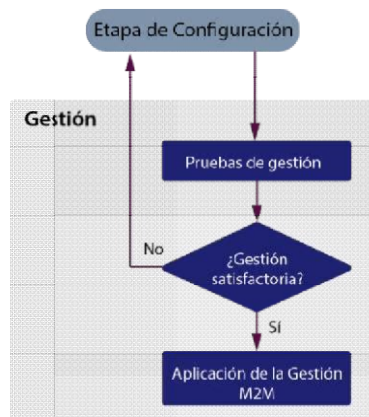 Etapa de Configuración
Gestión
Pruebas de gestión
¿Gestión
satisfactoria?
No
Sí
Aplicación de la Gestión
M2M